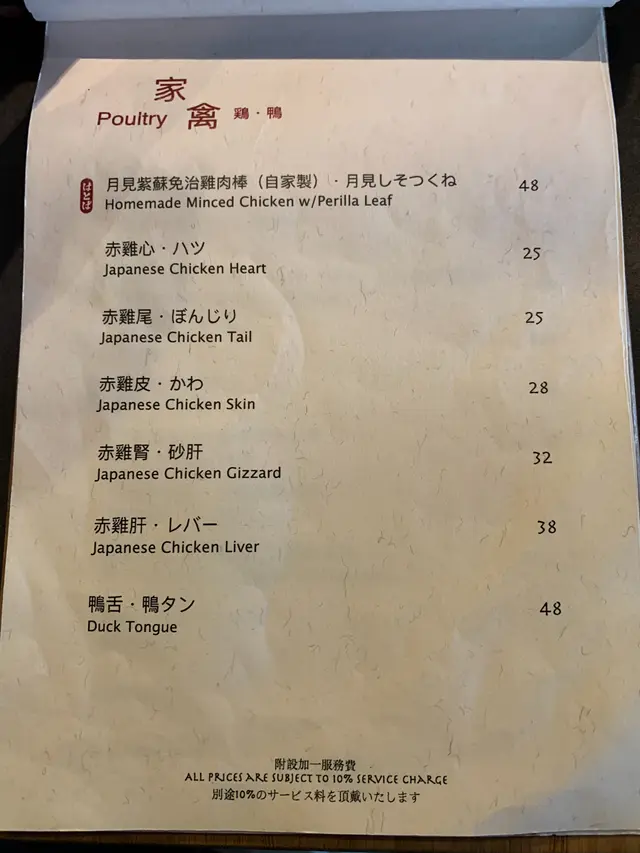 家禽
Poultry 鶏・鴨
はとば
月見紫蘇免治雞肉棒（自家製）・月見しそつくね 48
Homemade Minced Chicken w/Perilla Leaf
赤雞心・ハツ 25
Japanese Chicken Heart
赤雞尾・ぼんじり 25
Japanese Chicken Tail
赤雞皮・かわ 28
Japanese Chicken Skin
赤雞腎・砂肝 32
Japanese Chicken Gizzard
赤雞肝・レバー 38
Japanese Chicken Liver
鴨舌・鴨タン 48
Duck Tongue
附設加一服務費
ALL PRICES ARE SUBJECT TO 10% SERVICE CHARGE
別途10%のサービス料を頂戴いたします